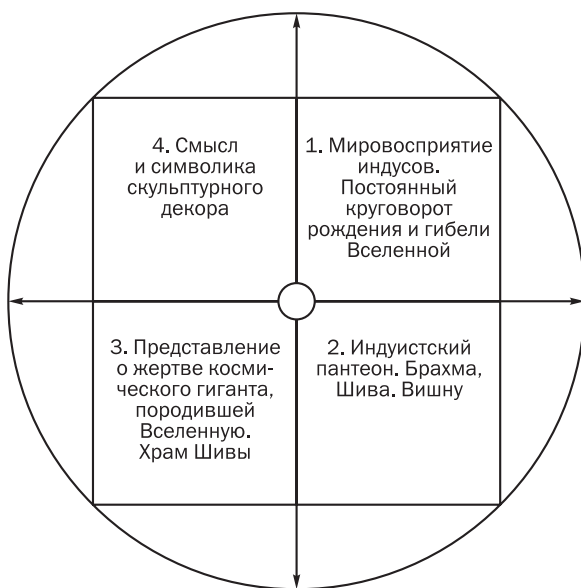 4. Смысл
и символика
скульптурного
декора
1. Мировосприятие
индусов.
Постоянный
круговорот
рождения и гибели
Вселенной
3. Представление
о жертве косми-
ческого гиганта,
породившей
Вселенную.
Храм Шивы
2. Индуистский
пантеон. Брахма,
Шива. Вишну